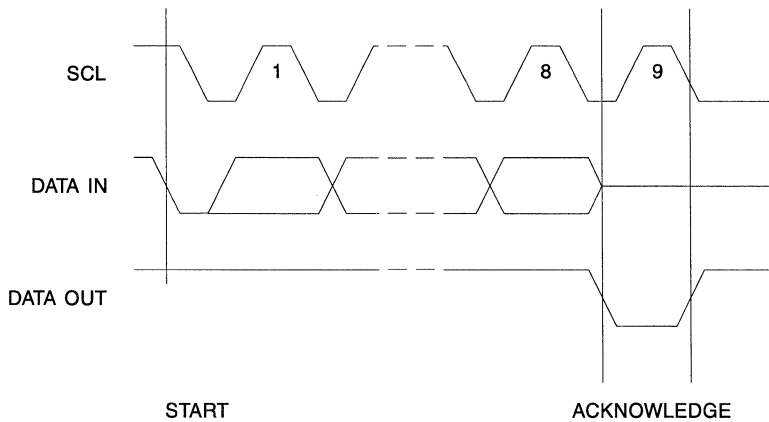 SCL
1
8
9
DATA IN
DATA OUT
START
ACKNOWLEDGE